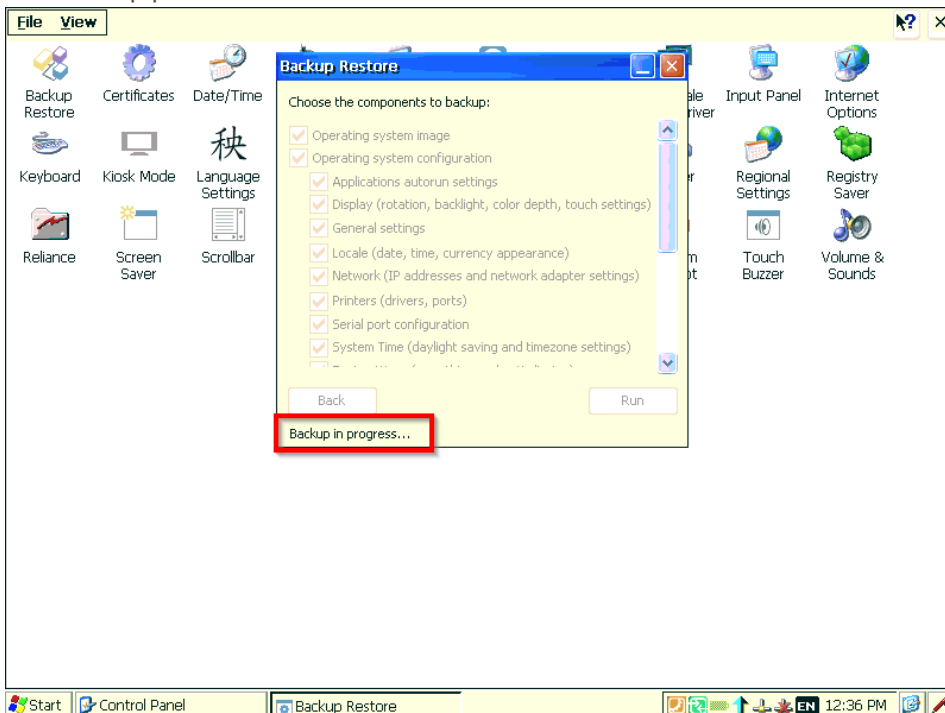 File View
Backup Restore
Backup
Restore
Certificates
Date/Time
Input Panel
Internet
Options
Keyboard
Kiosk Mode
秧
Language
Settings
Regional
Settings
Registry
Saver
Reliance
Screen
Saver
Scrollbar
Touch
Buzzer
Volume &
Sounds
Choose the components to backup:
Operating system image
Operating system configuration
Applications autorun settings
Display (rotation, backlight, color depth, touch settings)
General settings
Locale (date, time, currency appearance)
Network (IP addresses and network adapter settings)
Printers (drivers, ports)
Serial port configuration
System Time (daylight saving and timezone settings)
Back
Run
Backup in progress...
Start
Control Panel
Backup Restore
EN
12:36 PM